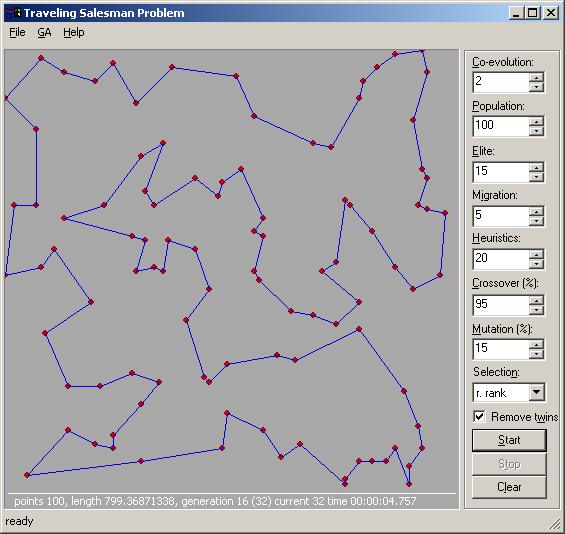 Traveling Salesman Problem
File GA Help
Co-evolution:
2
Population:
100
Elite:
15
Migration:
5
Heuristics:
20
Crossover (%):
95
Mutation (%):
15
Selection:
r. rank
Remove twins
Start
Stop
Clear
points 100, length 799.36871338, generation 16 (32) current 32 time 00:00:04.757
ready